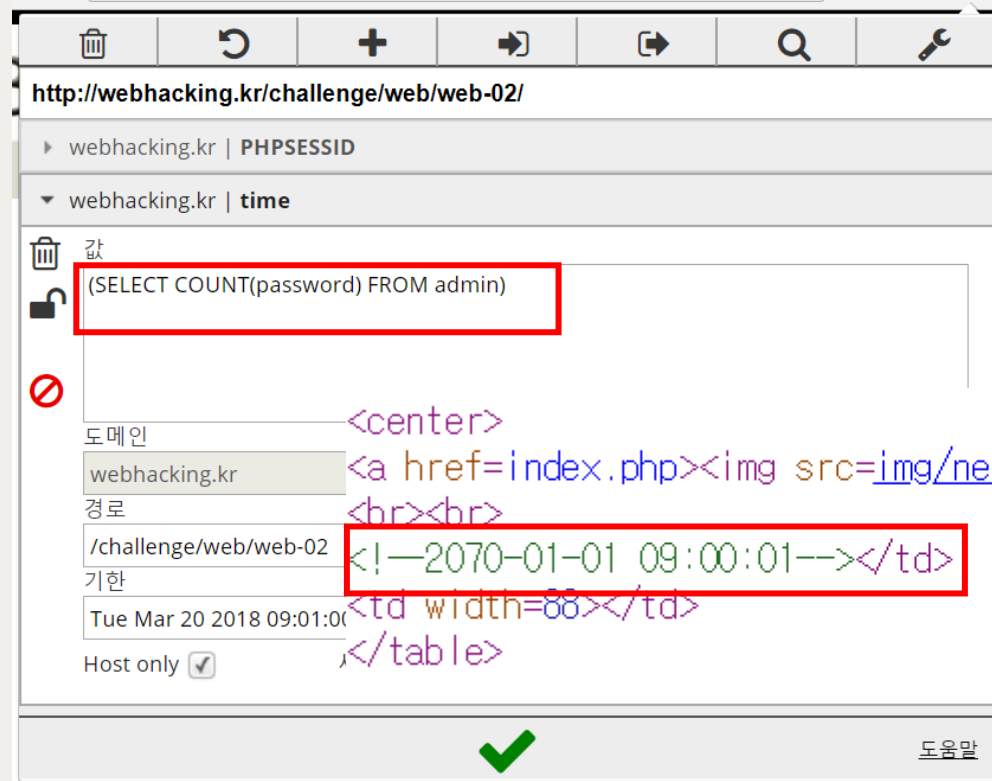 http://webhacking.kr/challenge/web/web-02/
webhacking.kr | PHPSESSID
webhacking.kr | time
값
(SELECT COUNT(password) FROM admin)
도메인
webhacking.kr
경로
/challenge/web/web-02
기한
Tue Mar 20 2018 09:01:00
Host only
<center>
<a href=index.php><img src=img/ne
<br><br>
<!--2070-01-01 09:00:01--></td>
<td width=88></td>
</table>
도움말